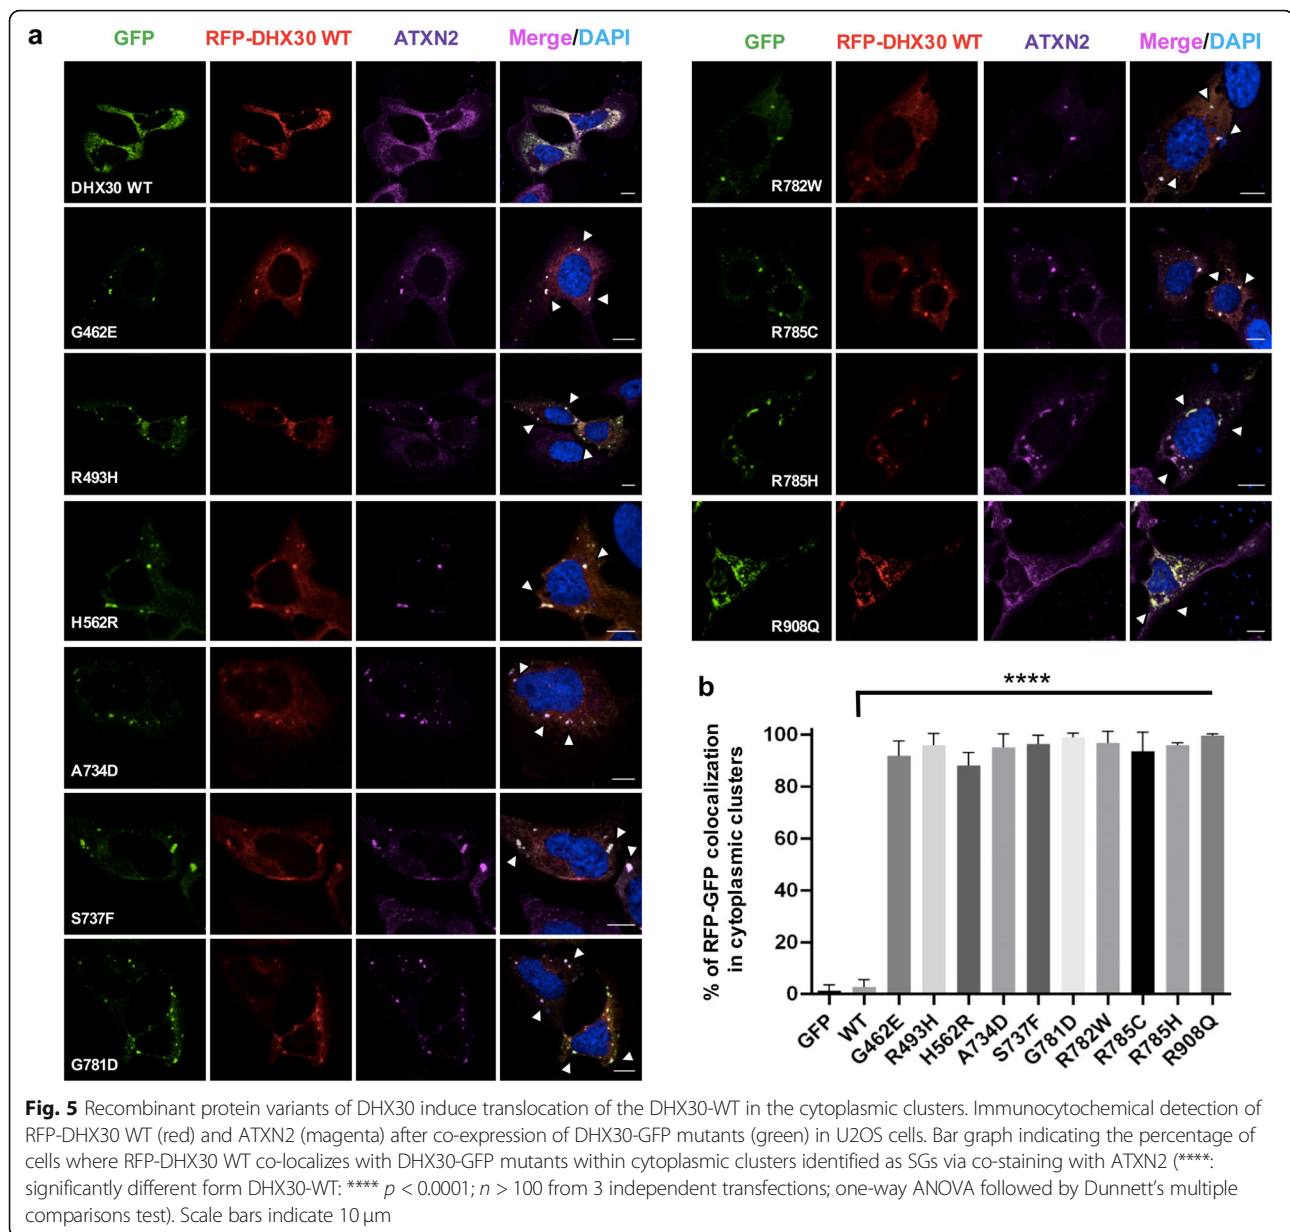 a
GFP RFP-DHX30 WT ATXN2 Merge/DAPI
DHX30 WT
G462E
R493H
H562R
A734D
S737F
G781D
GFP RFP-DHX30 WT ATXN2 Merge/DAPI
R782W
R785C
R785H
R908Q
b
****
% of RFP-GFP colocalization
in cytoplasmic clusters
100
80
60
40
20
0
GFP WT G462E R493H H562R A734D S737F G781D R782W R785C R785H R908Q
Fig. 5 Recombinant protein variants of DHX30 induce translocation of the DHX30-WT in the cytoplasmic clusters. Immunocytochemical detection of
RFP-DHX30 WT (red) and ATXN2 (magenta) after co-expression of DHX30-GFP mutants (green) in U2OS cells. Bar graph indicating the percentage of
cells where RFP-DHX30 WT co-localizes with DHX30-GFP mutants within cytoplasmic clusters identified as SGs via co-staining with ATXN2 (****:
significantly different form DHX30-WT: **** p < 0.0001; n > 100 from 3 independent transfections; one-way ANOVA followed by Dunnett's multiple
comparisons test). Scale bars indicate 10 μm